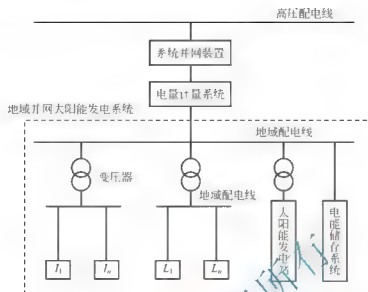 高压配电线
系统并网装置
电量计量系统
地域并网太阳能发电系统
地域配电线
变压器
地域配电线
太阳能发电站
电能储存系统
I₁
Iₙ
L₁
Lₙ